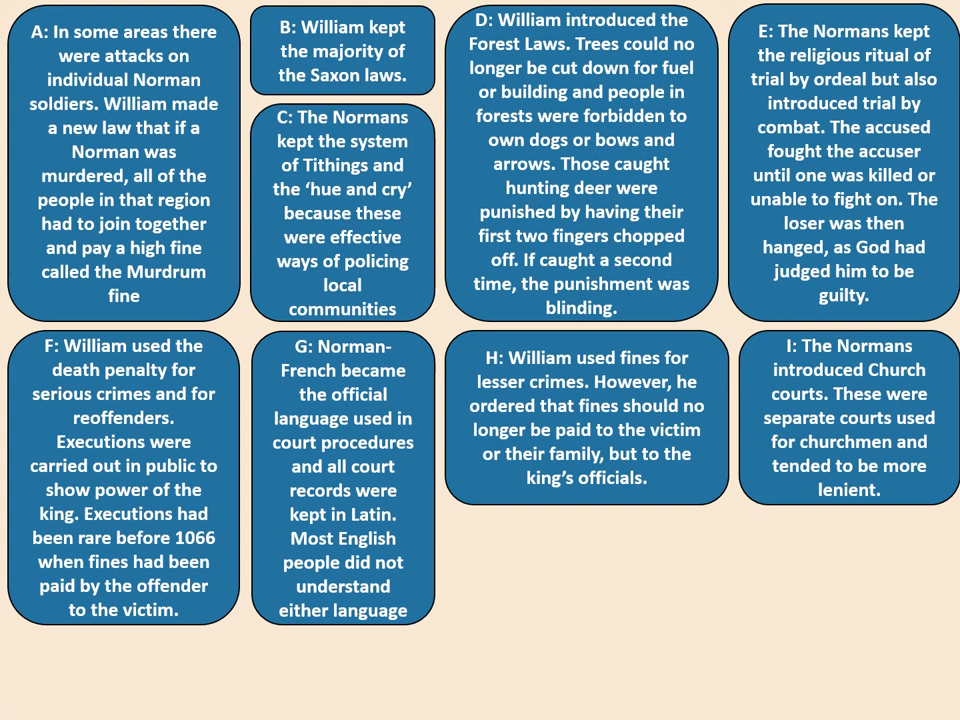 A: In some areas there
were attacks on
individual Norman
soldiers. William made
a new law that if a
Norman was
murdered, all of the
people in that region
had to join together
and pay a high fine
called the Murdrum
fine
B: William kept
the majority of
the Saxon laws.
C: The Normans
kept the system
of Tithings and
the ‘hue and cry’
because these
were effective
ways of policing
local
communities
D: William introduced the
Forest Laws. Trees could no
longer be cut down for fuel
or building and people in
forests were forbidden to
own dogs or bows and
arrows. Those caught
hunting deer were
punished by having their
first two fingers chopped
off. If caught a second
time, the punishment was
blinding.
E: The Normans kept
the religious ritual of
trial by ordeal but also
introduced trial by
combat. The accused
fought the accuser
until one was killed or
unable to fight on. The
loser was then
hanged, as God had
judged him to be
guilty.
F: William used the
death penalty for
serious crimes and for
reoffenders.
Executions were
carried out in public to
show power of the
king. Executions had
been rare before 1066
when fines had been
paid by the offender
to the victim.
G: Norman-
French became
the official
language used in
court procedures
and all court
records were
kept in Latin.
Most English
people did not
understand
either language
H: William used fines for
lesser crimes. However, he
ordered that fines should no
longer be paid to the victim
or their family, but to the
king’s officials.
I: The Normans
introduced Church
courts. These were
separate courts used
for churchmen and
tended to be more
lenient.